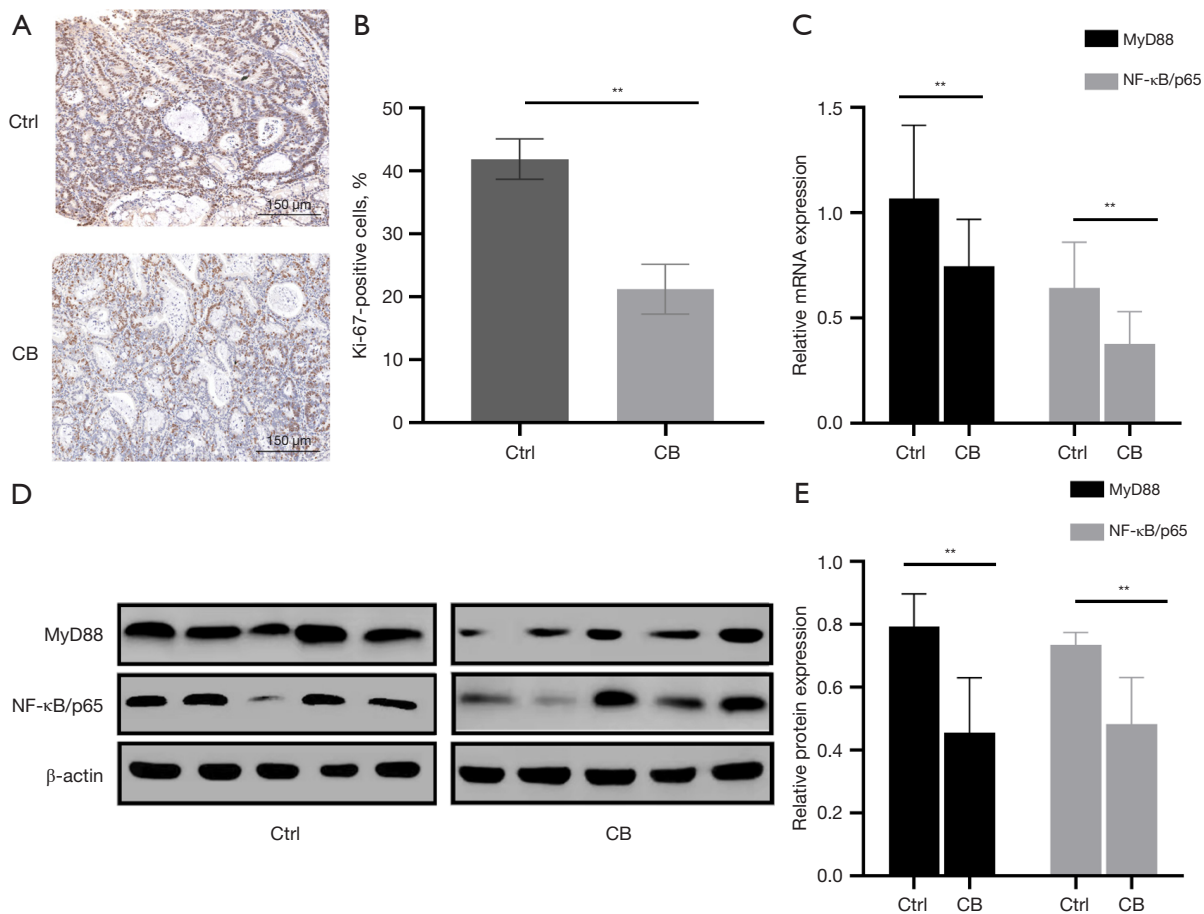 A
Ctrl
150 µm
CB
150 µm
B
Ki-67-positive cells, %
50
40
30
20
10
0
**
Ctrl
CB
C
MyD88
NF-κB/p65
Relative mRNA expression
1.5
1.0
0.5
0.0
**
**
Ctrl
CB
Ctrl
CB
D
MyD88
NF-κB/p65
β-actin
Ctrl
CB
E
MyD88
NF-κB/p65
Relative protein expression
1.0
0.8
0.6
0.4
0.2
0.0
**
**
Ctrl
CB
Ctrl
CB